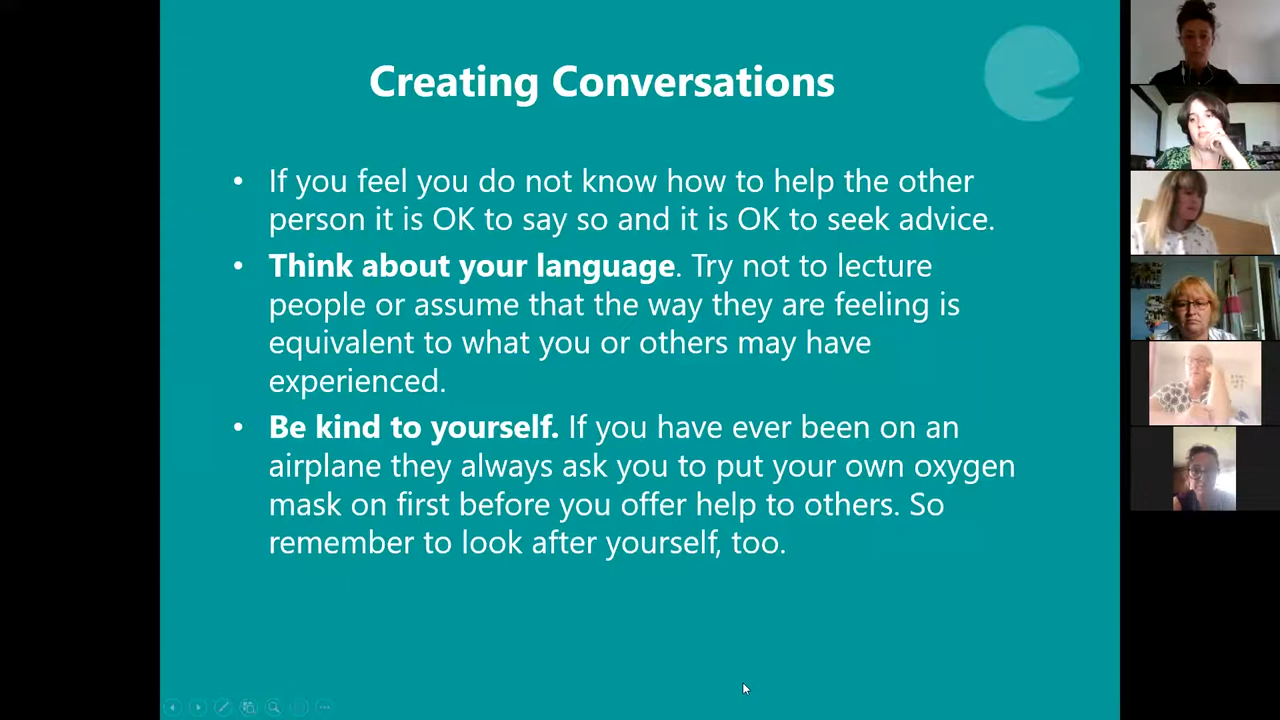 Creating Conversations
• If you feel you do not know how to help the other
person it is OK to say so and it is OK to seek advice.
• Think about your language. Try not to lecture
people or assume that the way they are feeling is
equivalent to what you or others may have
experienced.
• Be kind to yourself. If you have ever been on an
airplane they always ask you to put your own oxygen
mask on first before you offer help to others. So
remember to look after yourself, too.